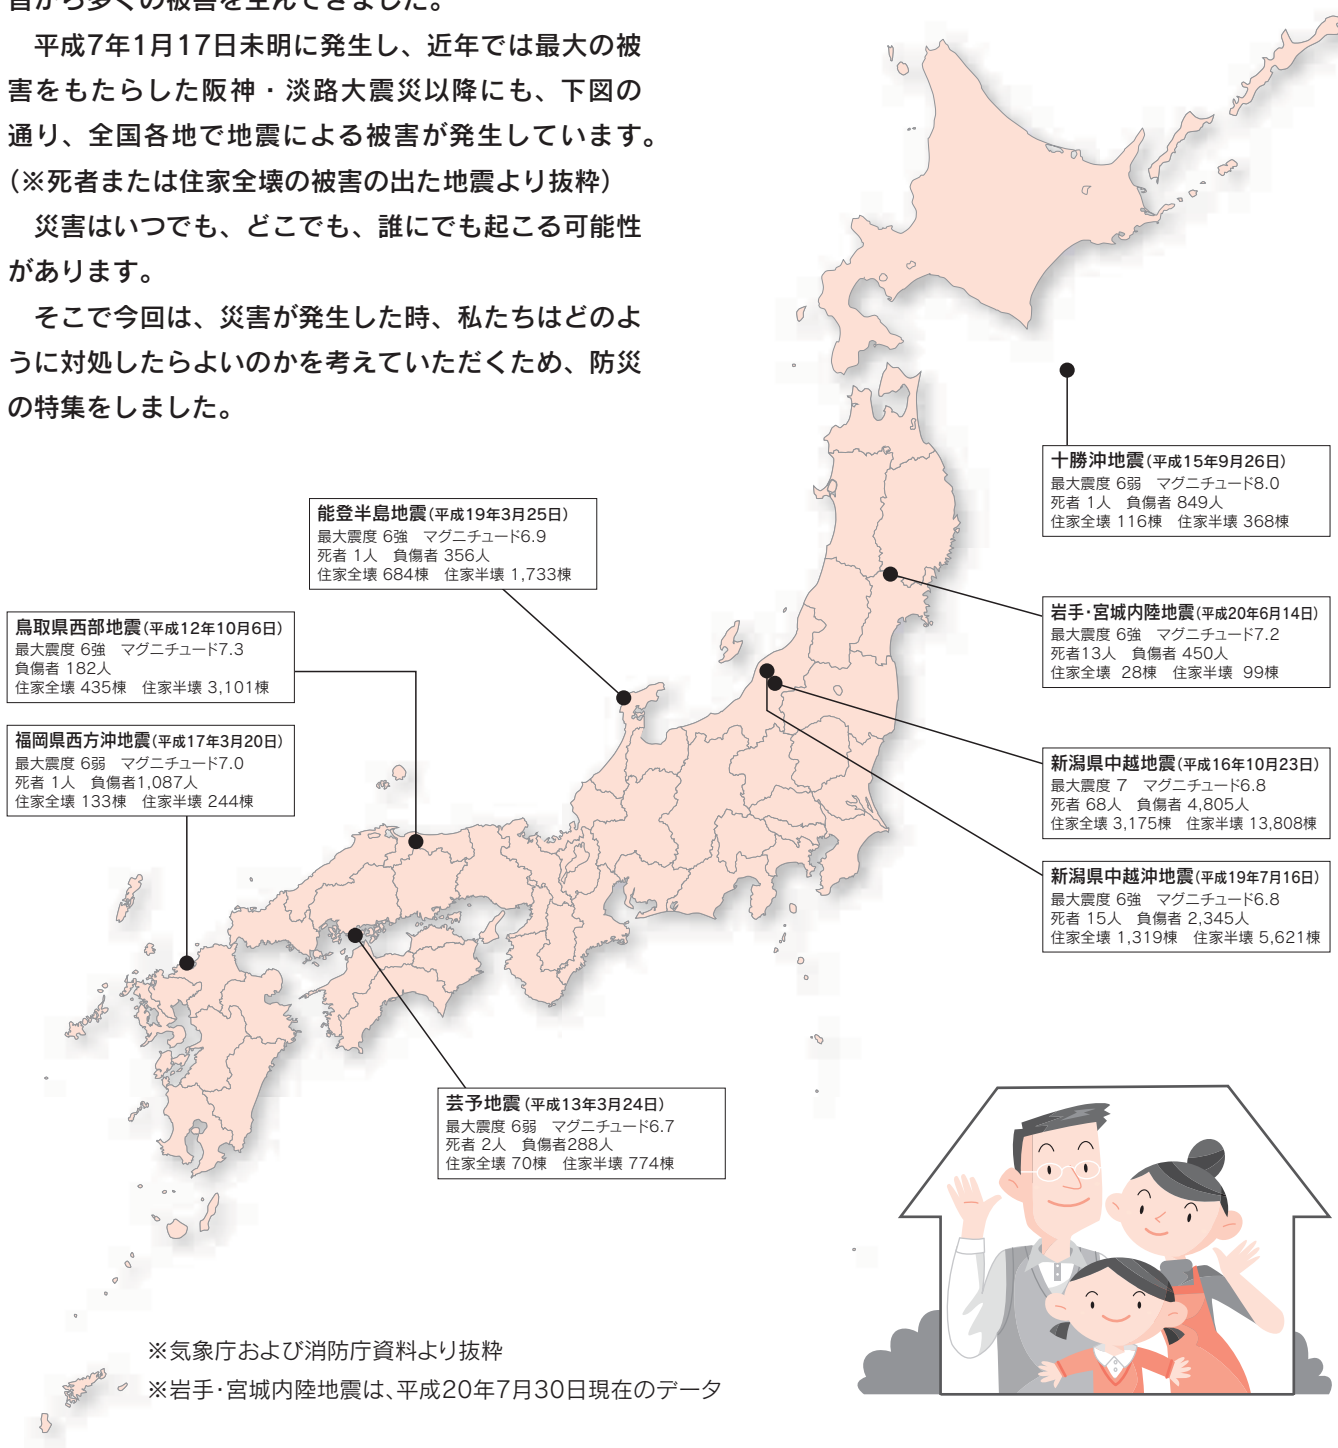 昔から多くの被害を生んできました。
平成7年1月17日未明に発生し、近年では最大の被
害をもたらした阪神・淡路大震災以降にも、下図の
通り、全国各地で地震による被害が発生しています。
(※死者または住家全壊の被害の出た地震より抜粋)
災害はいつでも、どこでも、誰にでも起こる可能性
があります。
そこで今回は、災害が発生した時、私たちはどのよ
うに対処したらよいのかを考えていただくため、防災
の特集をしました。
十勝沖地震(平成15年9月26日)
最大震度 6弱 マグニチュード8.0
死者 1人 負傷者 849人
住家全壊 116棟 住家半壊 368棟
能登半島地震(平成19年3月25日)
最大震度 6強 マグニチュード6.9
死者 1人 負傷者 356人
住家全壊 684棟 住家半壊 1,733棟
岩手・宮城内陸地震(平成20年6月14日)
最大震度 6強 マグニチュード7.2
死者13人 負傷者 450人
住家全壊 28棟 住家半壊 99棟
鳥取県西部地震(平成12年10月6日)
最大震度 6強 マグニチュード7.3
負傷者 182人
住家全壊 435棟 住家半壊 3,101棟
福岡県西方沖地震(平成17年3月20日)
最大震度 6弱 マグニチュード7.0
死者 1人 負傷者1,087人
住家全壊 133棟 住家半壊 244棟
新潟県中越地震(平成16年10月23日)
最大震度 7 マグニチュード6.8
死者 68人 負傷者 4,805人
住家全壊 3,175棟 住家半壊 13,808棟
新潟県中越沖地震(平成19年7月16日)
最大震度 6強 マグニチュード6.8
死者 15人 負傷者 2,345人
住家全壊 1,319棟 住家半壊 5,621棟
芸予地震(平成13年3月24日)
最大震度 6弱 マグニチュード6.7
死者 2人 負傷者288人
住家全壊 70棟 住家半壊 774棟
※気象庁および消防庁資料より抜粋
※岩手・宮城内陸地震は、平成20年7月30日現在のデータ